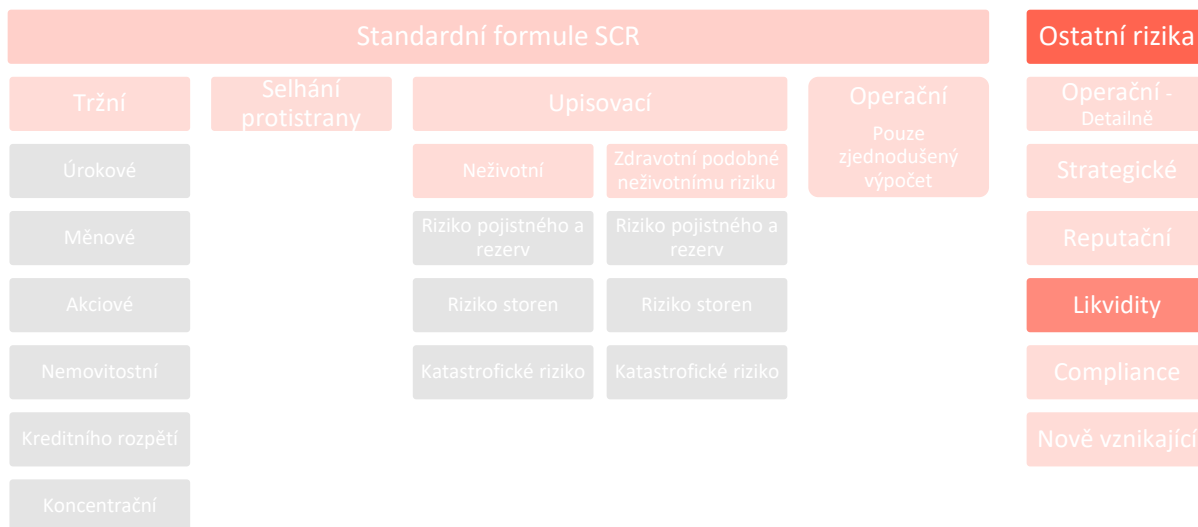 Standardní formule SCR
Ostatní rizika
Tržní
Selhání
protistrany
Upisovací
Operační
Pouze
zjednodušený
výpočet
Operační -
Detailně
Úrokové
Neživotní
Zdravotní podobné
neživotnímu riziku
Strategické
Měnové
Riziko pojistného a
rezerv
Riziko pojistného a
rezerv
Reputační
Akciové
Riziko storen
Riziko storen
Likvidity
Nemovitostní
Katastrofické riziko
Katastrofické riziko
Compliance
Kreditního rozpětí
Nově vznikající
Koncentrační